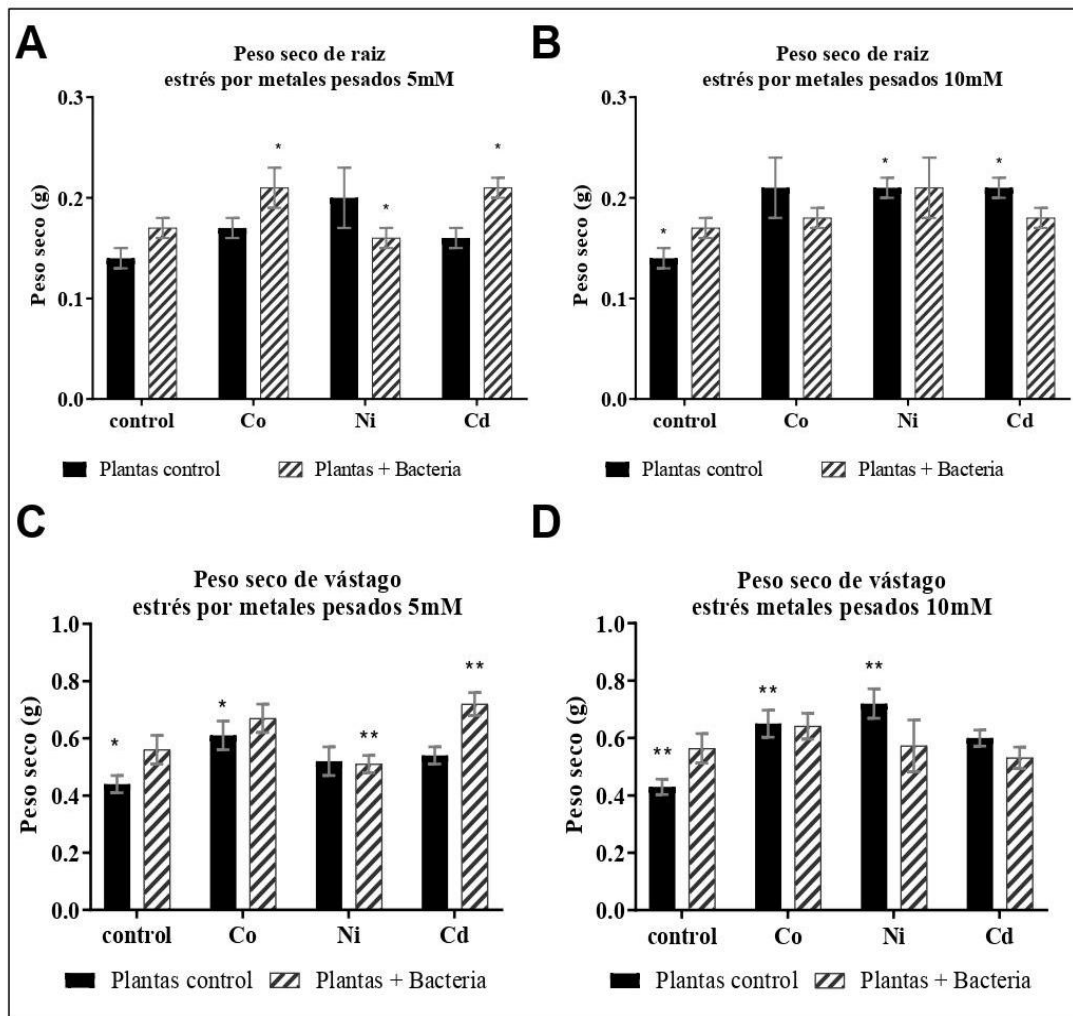 A
Peso seco de raiz
estrés por metales pesados 5mM
Peso seco (g)
0.3
0.2
0.1
0.0
*
*
*
control Co Ni Cd
Plantas control Plantas + Bacteria
B
Peso seco de raiz
estrés por metales pesados 10mM
Peso seco (g)
0.3
0.2
0.1
0.0
*
*
*
control Co Ni Cd
Plantas control Plantas + Bacteria
C
Peso seco de vástago
estrés por metales pesados 5mM
Peso seco (g)
1.0
0.8
0.6
0.4
0.2
0.0
*
*
**
**
control Co Ni Cd
Plantas control Plantas + Bacteria
D
Peso seco de vástago
estrés metales pesados 10mM
Peso seco (g)
1.0
0.8
0.6
0.4
0.2
0.0
**
**
**
control Co Ni Cd
Plantas control Plantas + Bacteria